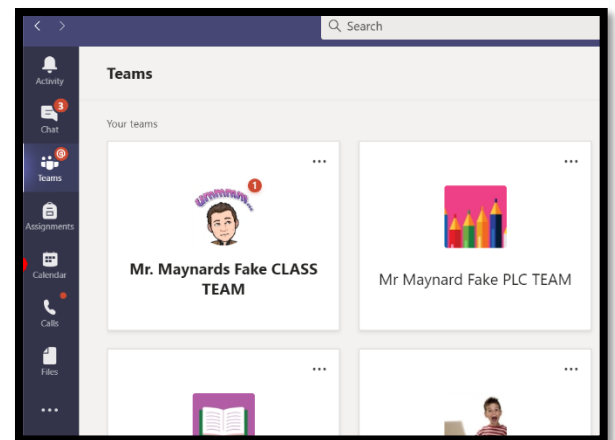 Search
Activity
Teams
3
Chat
Your teams
@
Teams
ummmm...
1
Assignments
Mr. Maynards Fake CLASS
TEAM
Mr Maynard Fake PLC TEAM
Calendar
Calls
Files